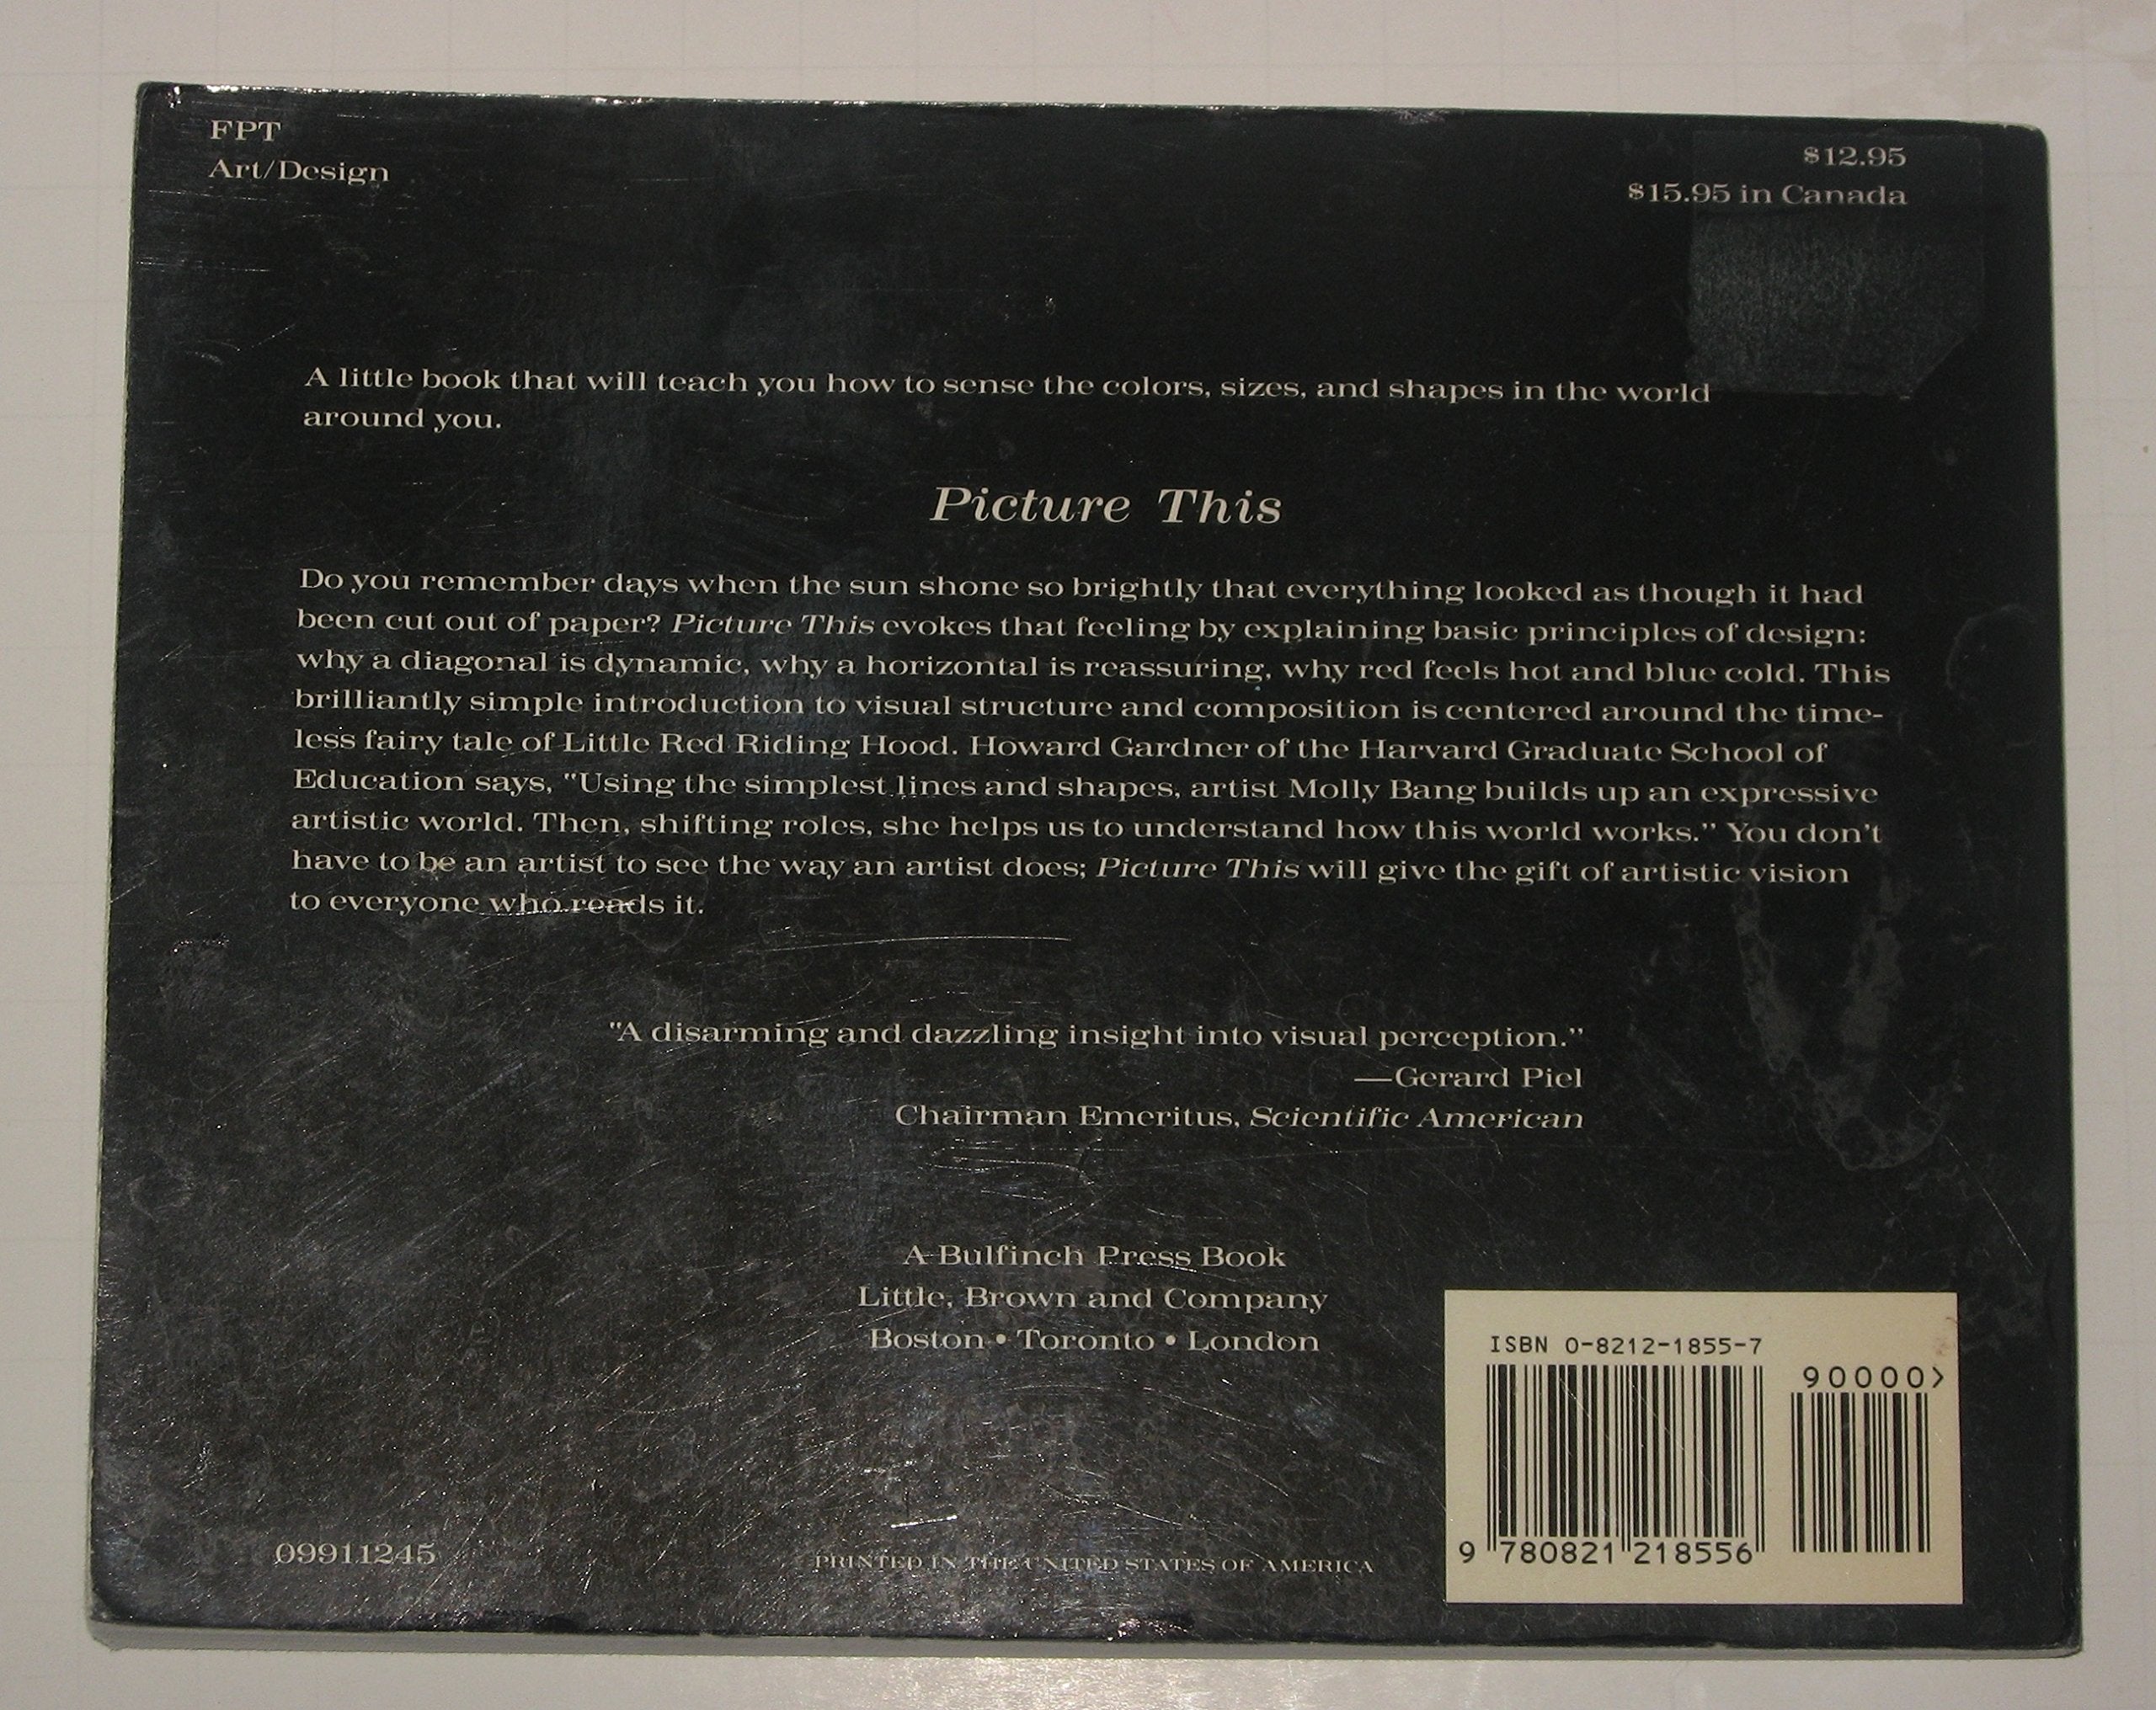 FPT
Art/Design
$12.95
$15.95 in Canada
A little book that will teach you how to sense the colors, sizes, and shapes in the world
around you.
Picture This
Do you remember days when the sun shone so brightly that everything looked as though it had
been cut out of paper? Picture This evokes that feeling by explaining basic principles of design:
why a diagonal is dynamic, why a horizontal is reassuring, why red feels hot and blue cold. This
brilliantly simple introduction to visual structure and composition is centered around the time-
less fairy tale of Little Red Riding Hood. Howard Gardner of the Harvard Graduate School of
Education says, "Using the simplest lines and shapes, artist Molly Bang builds up an expressive
artistic world. Then, shifting roles, she helps us to understand how this world works." You don't
have to be an artist to see the way an artist does; Picture This will give the gift of artistic vision
to everyone who reads it.
"A disarming and dazzling insight into visual perception."
—Gerard Piel
Chairman Emeritus, Scientific American
A Bulfinch Press Book
Little, Brown and Company
Boston • Toronto • London
ISBN 0-8212-1855-7
90000>
9 780821 218556
09911245
PRINTED IN THE UNITED STATES OF AMERICA